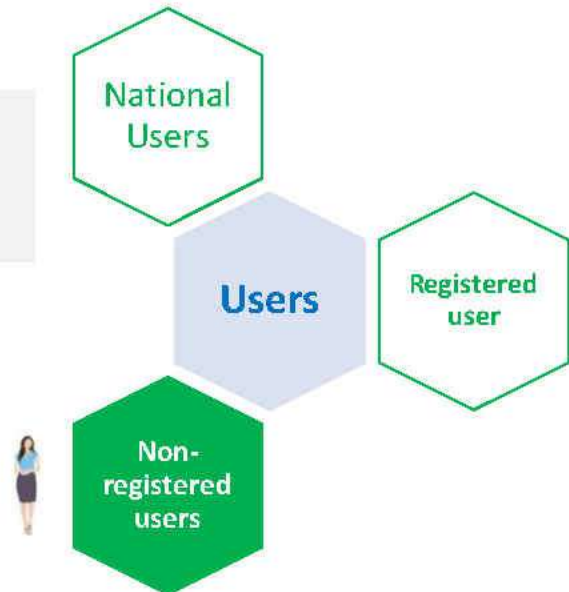 National
Users
Users
Registered
user
Non-
registered
users